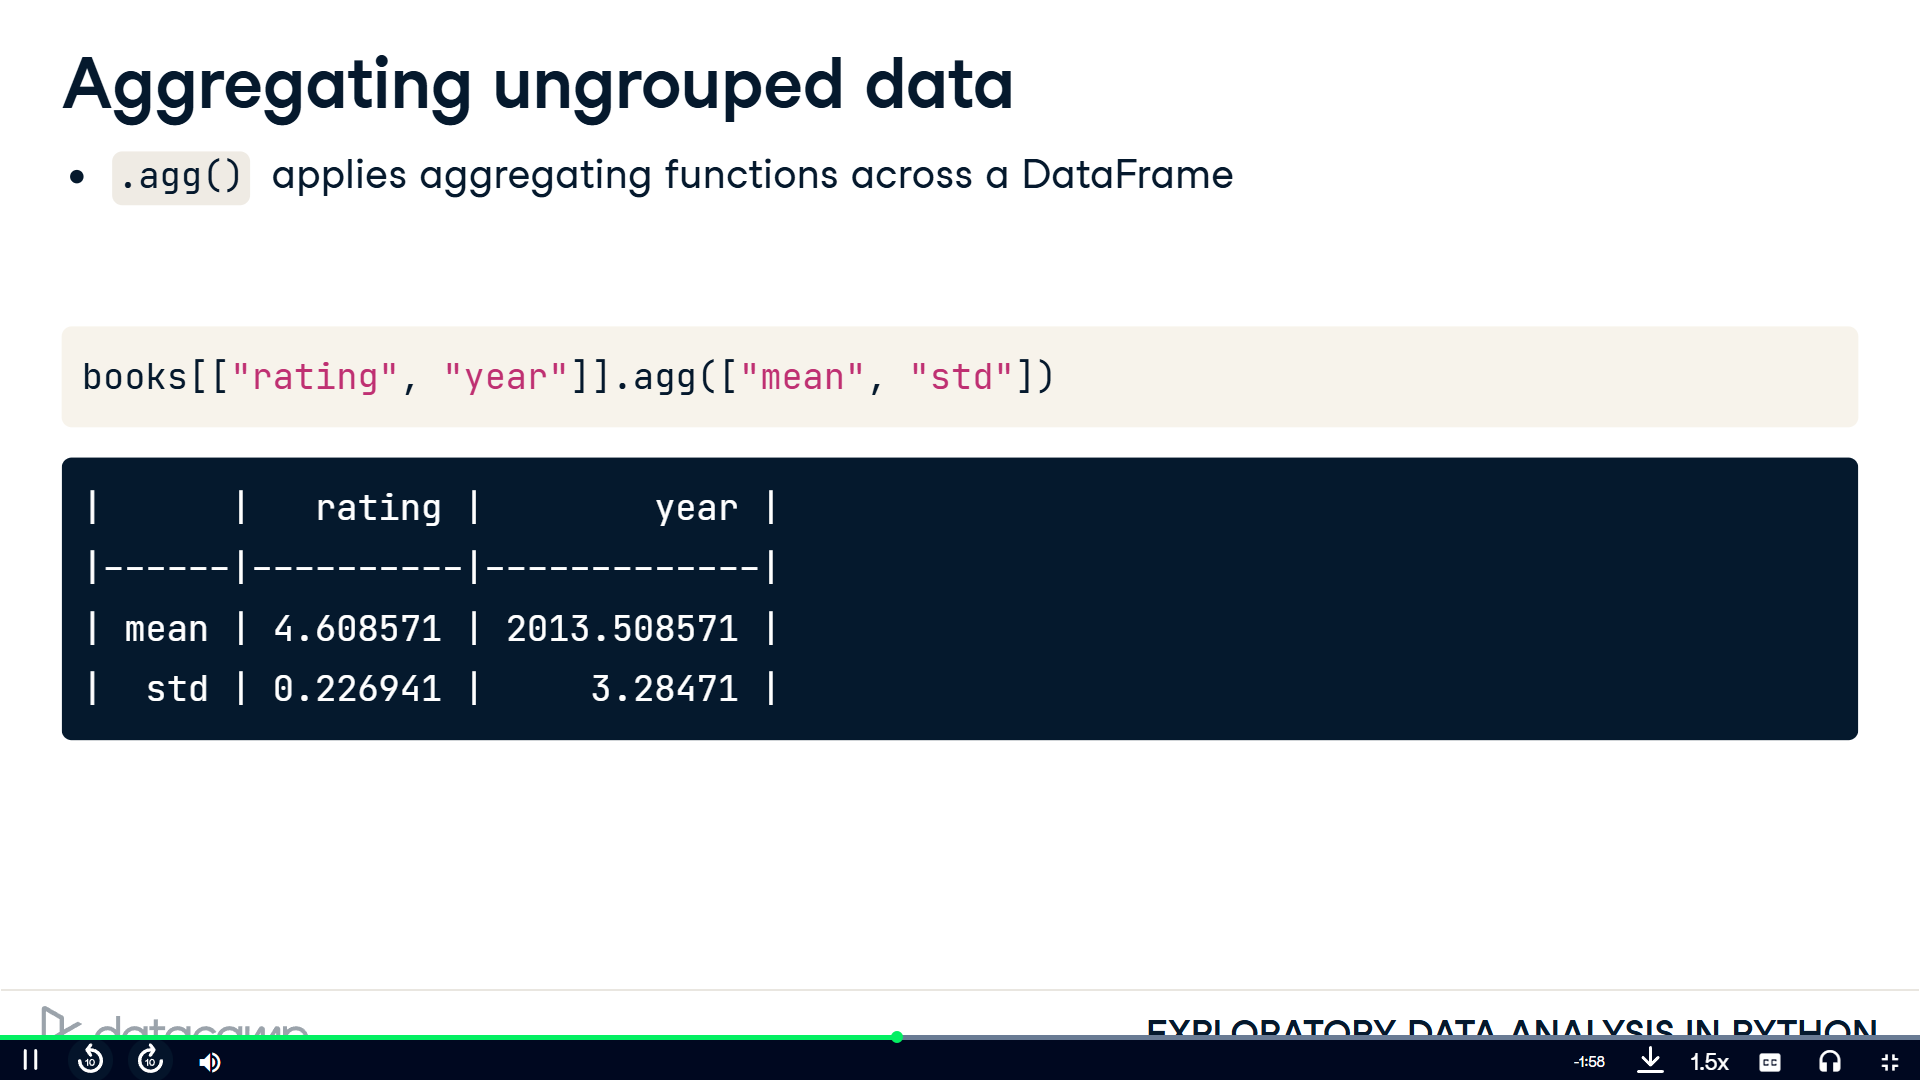 Aggregating ungrouped data
• .agg() applies aggregating functions across a DataFrame
books[["rating", "year"]].agg(["mean", "std"])
|      |   rating |        year |
|------|----------|-------------|
| mean | 4.608571 | 2013.508571 |
|  std | 0.226941 |     3.28471 |
datacamp
EXPLORATORY DATA ANALYSIS IN PYTHON
10 10 -1:58 1.5x CC